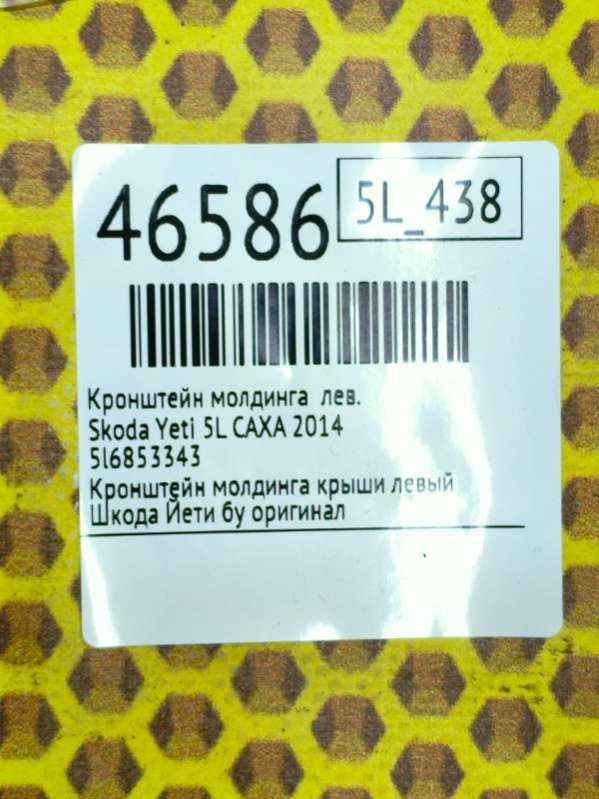 46586 5L_438
Кронштейн молдинга лев.
Skoda Yeti 5L CAXA 2014
5l6853343
Кронштейн молдинга крыши левый
Шкода Йети бу оригинал